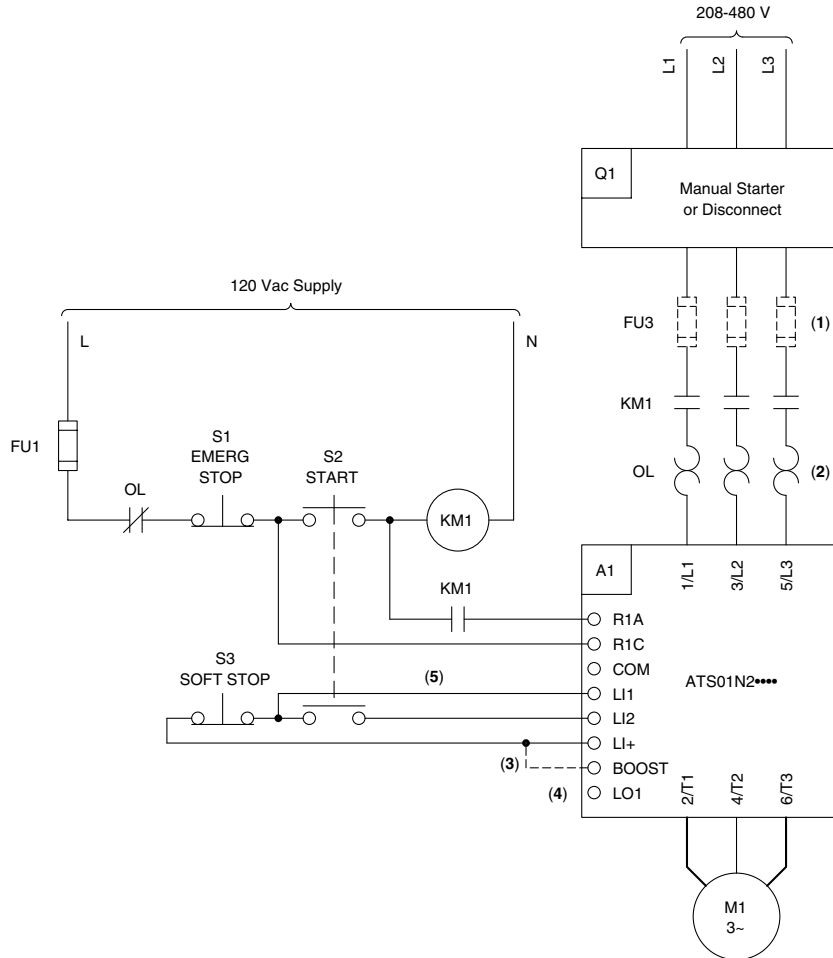 208-480 V
L1
L2
L3
Q1
Manual Starter
or Disconnect
120 Vac Supply
L
N
FU3
(1)
KM1
FU1
S1
EMERG
STOP
S2
START
OL
(2)
OL
KM1
A1
1/L1
3/L2
5/L3
KM1
R1A
R1C
S3
SOFT STOP
(5)
COM
ATS01N2••••
LI1
LI2
LI+
(3)
BOOST
(4)
LO1
2/T1
4/T2
6/T3
M1
3~